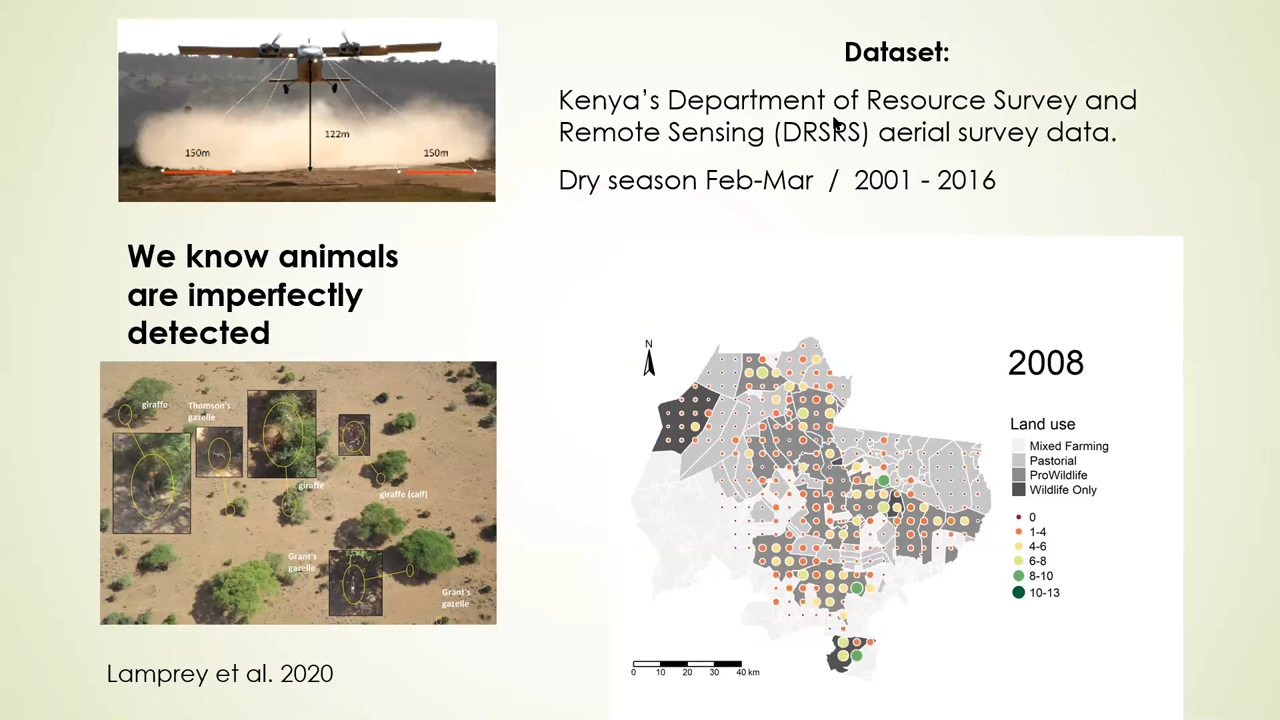 122m
150m
150m
Dataset:
Kenya's Department of Resource Survey and
Remote Sensing (DRSRS) aerial survey data.
Dry season Feb-Mar / 2001 - 2016
We know animals
are imperfectly
detected
giraffe
Thomson's
gazelle
giraffe
giraffe (calf)
Grant's
gazelle
Grant's
gazelle
Lamprey et al. 2020
N
2008
Land use
Mixed Farming
Pastorial
ProWildlife
Wildlife Only
0
1-4
4-6
6-8
8-10
10-13
0 10 20 30 40 km